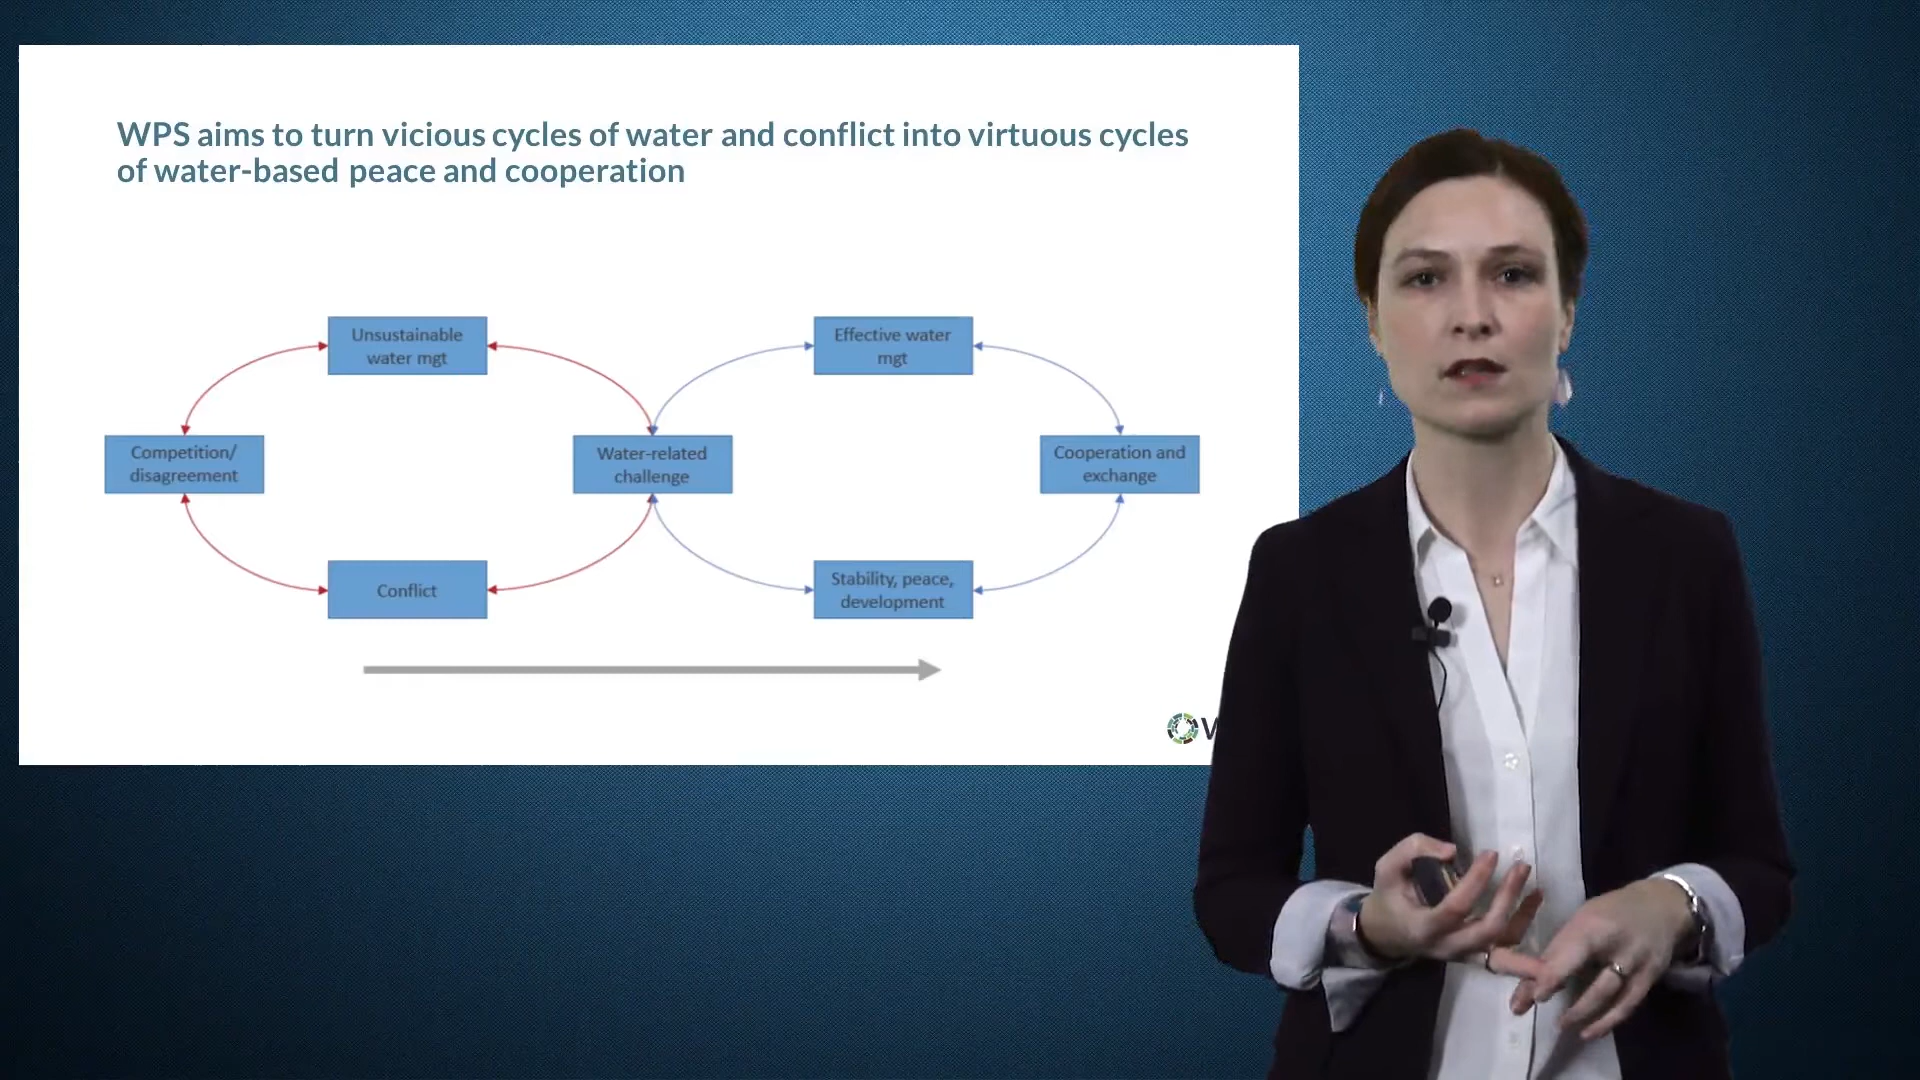 WPS aims to turn vicious cycles of water and conflict into virtuous cycles
of water-based peace and cooperation
Unsustainable
water mgt
Effective water
mgt
Competition/
disagreement
Water-related
challenge
Cooperation and
exchange
Conflict
Stability, peace,
development